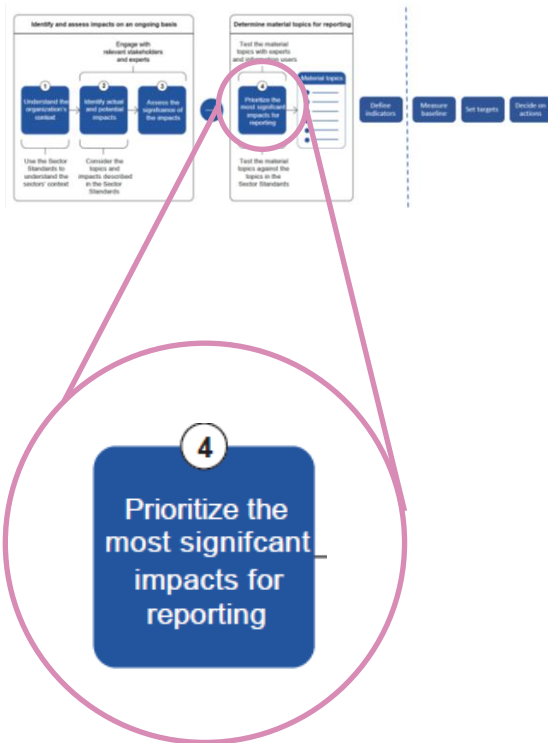 Identify and assess impacts on an ongoing basis
Engage with
relevant stakeholders
and experts
1
Understand the
organization's
context
2
Identify actual
and potential
impacts
3
Assess the
significance of
the impacts
Use the Sector
Standards to
understand the
sectors' context
Consider the
topics and
impacts described
in the Sector
Standards
Determine material topics for reporting
Test the material
topics with experts
and information users
4
Prioritize the
most significant
impacts for
reporting
Test the material
topics against the
topics in the
Sector Standards
Material topics
Define
indicators
Measure
baseline
Set targets
Decide on
actions
4
Prioritize the
most signifcant
impacts for
reporting